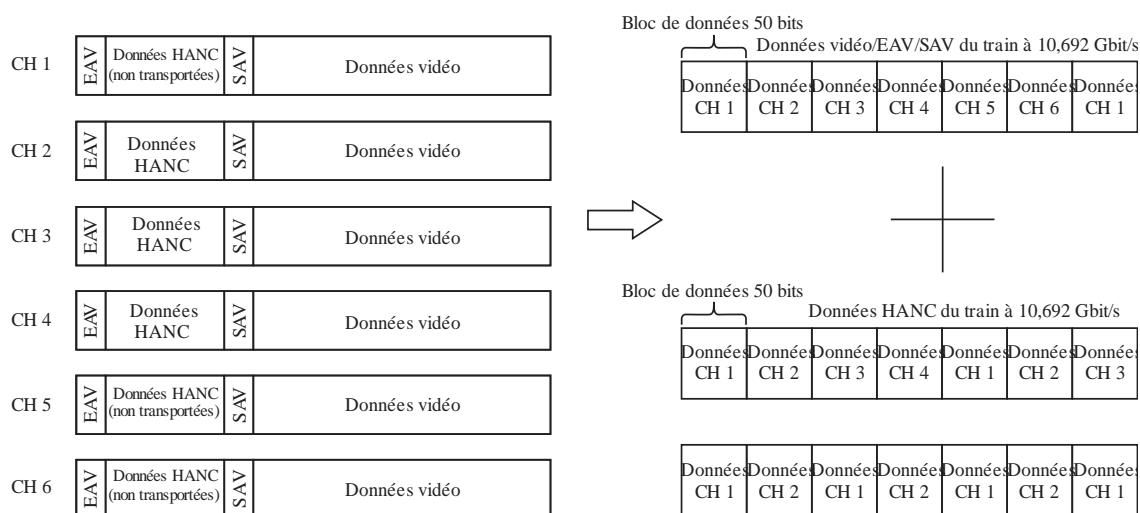 CH 1
EAV
Données HANC
(non transportées)
SAV
Données vidéo
CH 2
EAV
Données
HANC
SAV
Données vidéo
CH 3
EAV
Données
HANC
SAV
Données vidéo
CH 4
EAV
Données
HANC
SAV
Données vidéo
CH 5
EAV
Données HANC
(non transportées)
SAV
Données vidéo
CH 6
EAV
Données HANC
(non transportées)
SAV
Données vidéo
Bloc de données 50 bits
Données vidéo/EAV/SAV du train à 10,692 Gbit/s
Données Données Données Données Données Données Données
CH 1 CH 2 CH 3 CH 4 CH 5 CH 6 CH 1
Bloc de données 50 bits
Données HANC du train à 10,692 Gbit/s
Données Données Données Données Données Données Données
CH 1 CH 2 CH 3 CH 4 CH 1 CH 2 CH 3
Données Données Données Données Données Données Données
CH 1 CH 2 CH 1 CH 2 CH 1 CH 2 CH 1